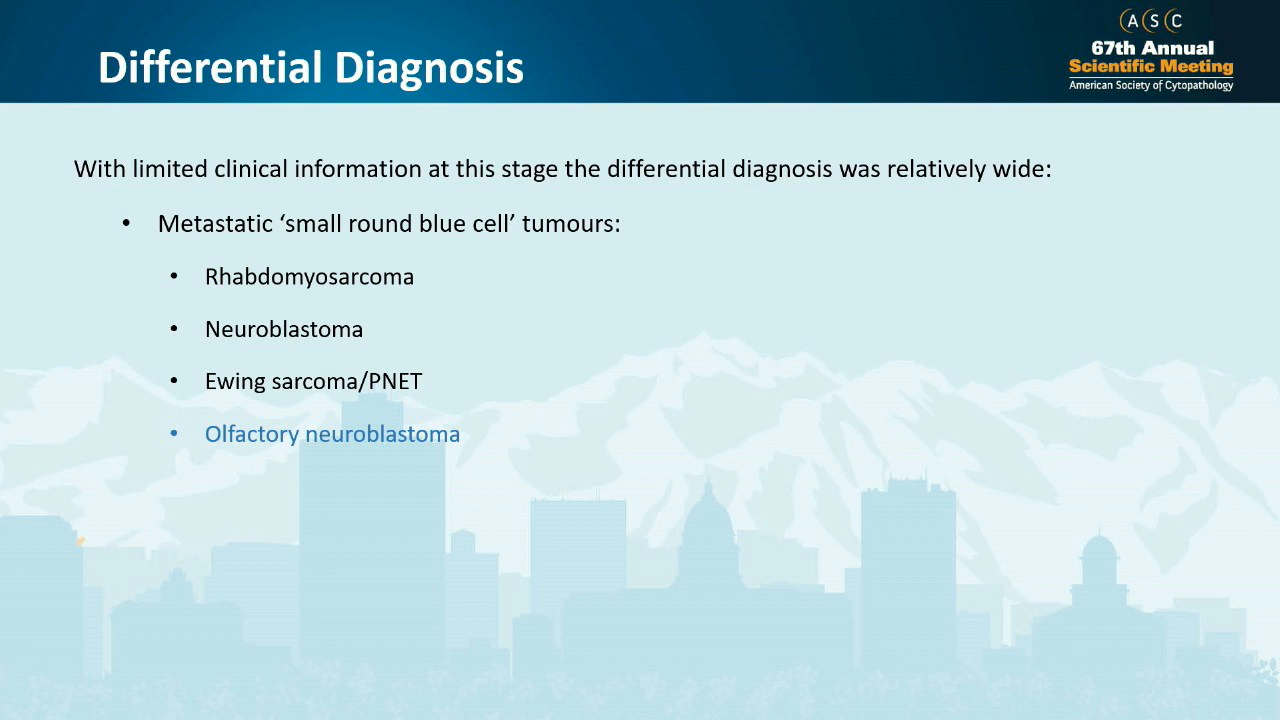 Differential Diagnosis
A S C
67th Annual
Scientific Meeting
American Society of Cytopathology
With limited clinical information at this stage the differential diagnosis was relatively wide:
• Metastatic ‘small round blue cell’ tumours:
• Rhabdomyosarcoma
• Neuroblastoma
• Ewing sarcoma/PNET
• Olfactory neuroblastoma